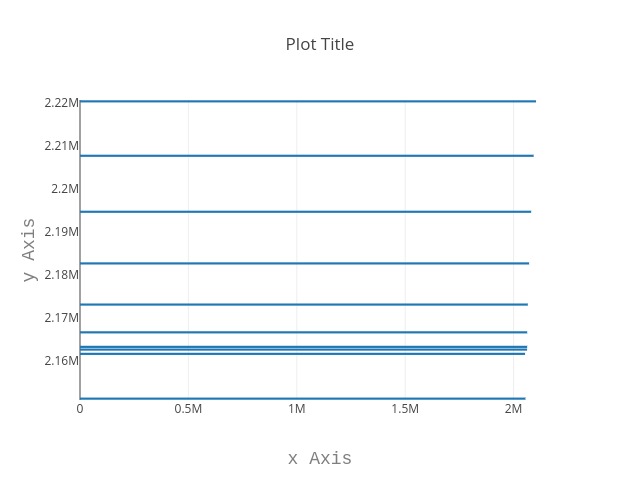 Plot Title
2.22M
2.21M
2.2M
2.19M
2.18M
2.17M
2.16M
y Axis
0 0.5M 1M 1.5M 2M
x Axis